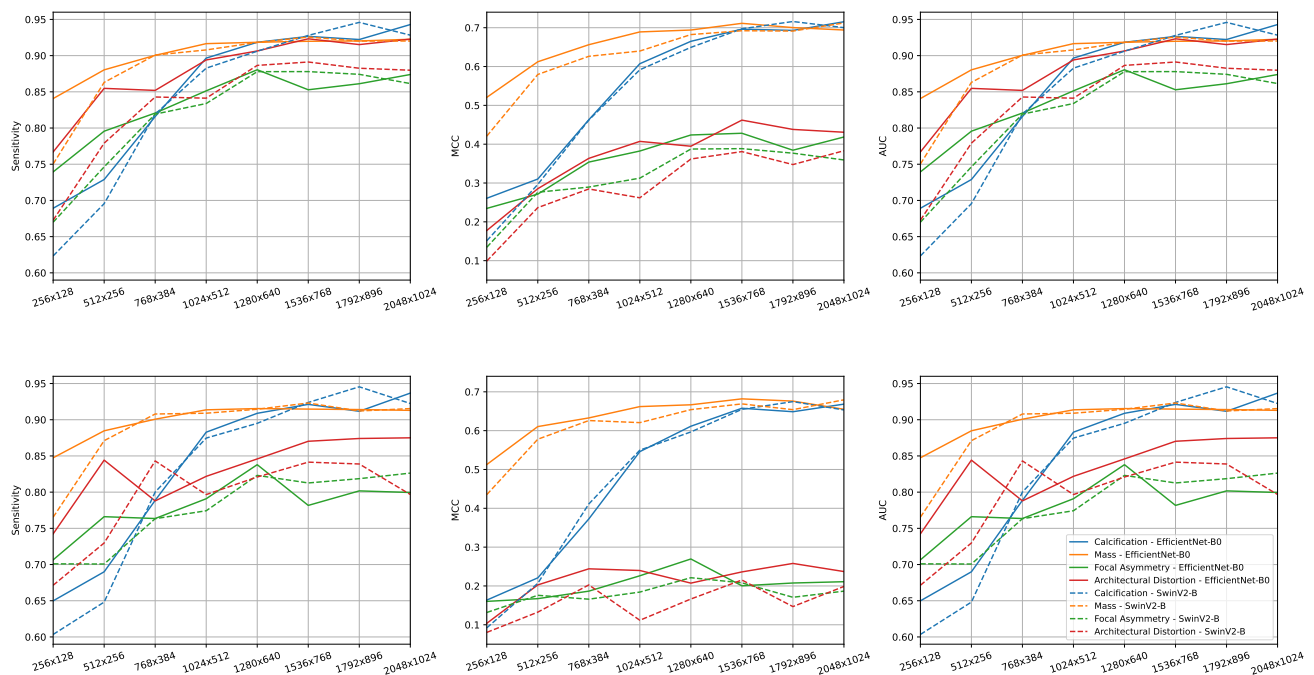 0.95
0.90
0.85
0.80
0.75
0.70
0.65
0.60
Sensitivity
256x128
512x256
768x384
1024x512
1280x640
1536x768
1792x896
2048x1024
0.7
0.6
0.5
0.4
0.3
0.2
0.1
MCC
256x128
512x256
768x384
1024x512
1280x640
1536x768
1792x896
2048x1024
0.95
0.90
0.85
0.80
0.75
0.70
0.65
0.60
AUC
256x128
512x256
768x384
1024x512
1280x640
1536x768
1792x896
2048x1024
0.95
0.90
0.85
0.80
0.75
0.70
0.65
0.60
Sensitivity
256x128
512x256
768x384
1024x512
1280x640
1536x768
1792x896
2048x1024
0.7
0.6
0.5
0.4
0.3
0.2
0.1
MCC
256x128
512x256
768x384
1024x512
1280x640
1536x768
1792x896
2048x1024
0.95
0.90
0.85
0.80
0.75
0.70
0.65
0.60
AUC
Calcification - EfficientNet-B0
Mass - EfficientNet-B0
Focal Asymmetry - EfficientNet-B0
Architectural Distortion - EfficientNet-B0
Calcification - SwinV2-B
Mass - SwinV2-B
Focal Asymmetry - SwinV2-B
Architectural Distortion - SwinV2-B
256x128
512x256
768x384
1024x512
1280x640
1536x768
1792x896
2048x1024